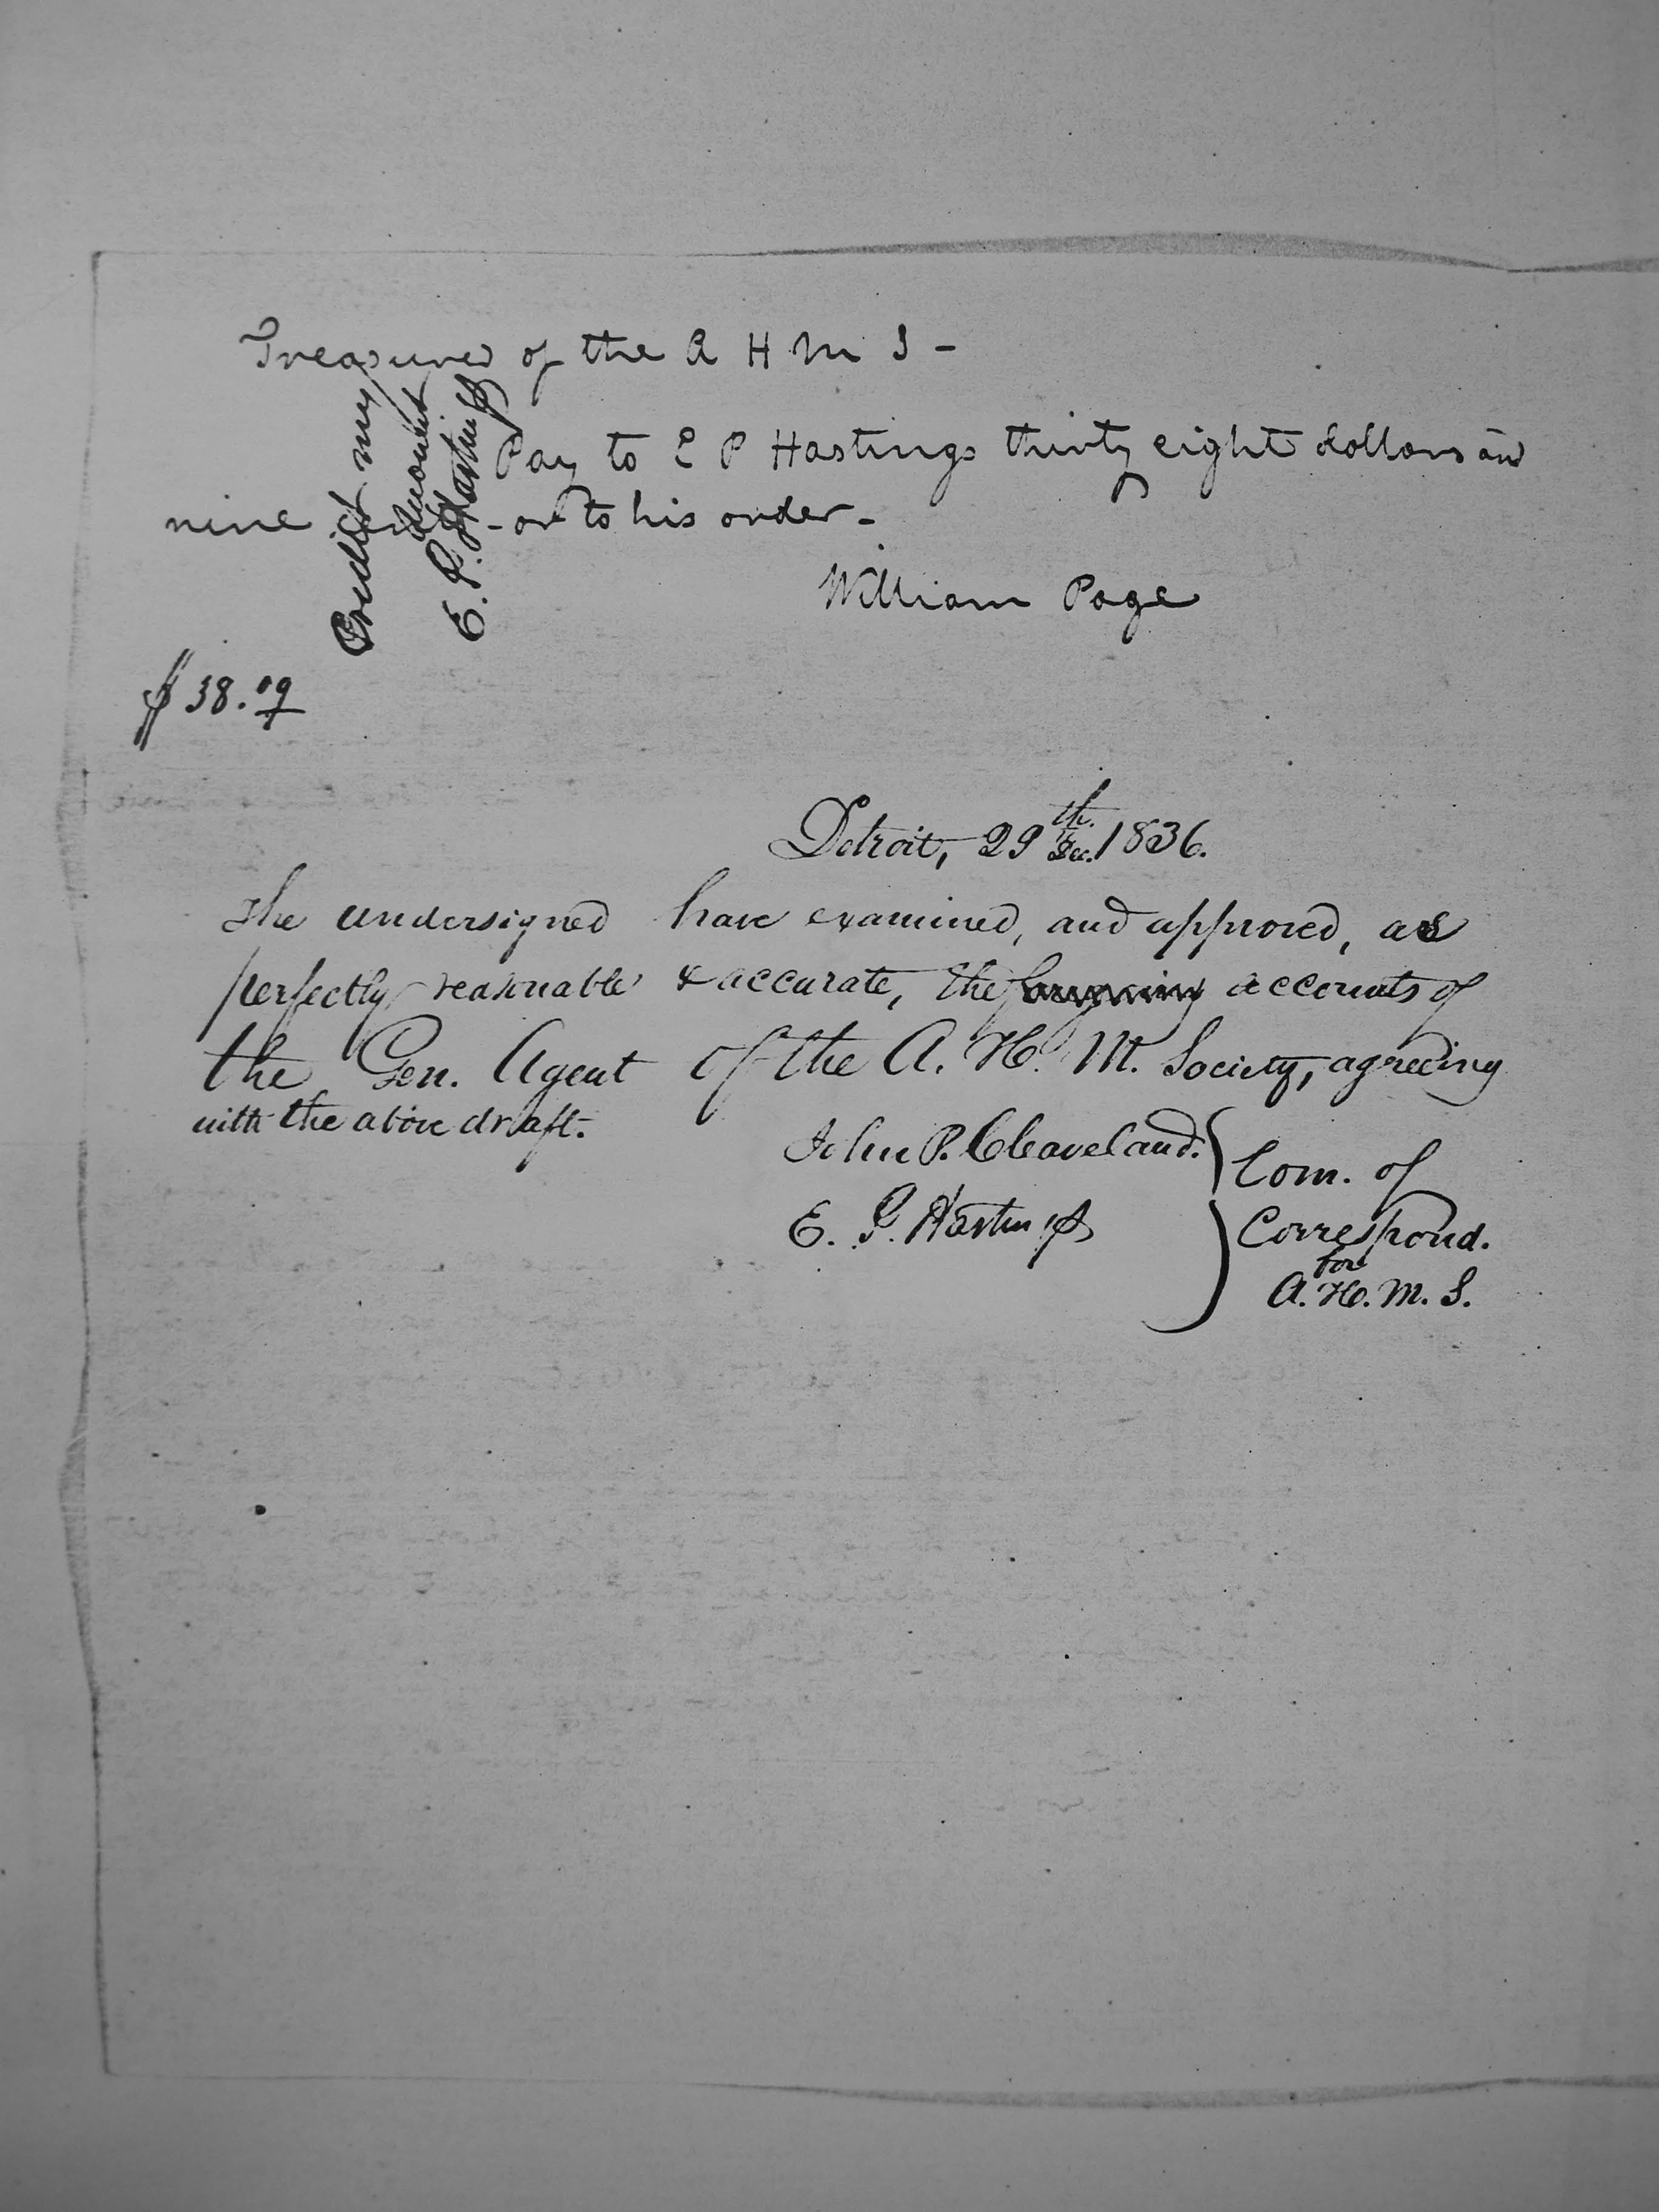 Treasurer of the A H M S -
Pay to E P Hastings thirty eight dollars and
nine cents - or to his order -
William Page
Credit my
account
E. P. Hastings
$ 38.09
Detroit, 29th. Dec. 1836.
The undersigned have examined, and approved, as
perfectly reasonable & accurate, the accounts of
the Gen. Agent of the A. H. M. Society, agreeing
with the above draft.
John P. Cleaveland.
E. P. Hastings
Com. of
Correspond.
for
A. H. M. S.